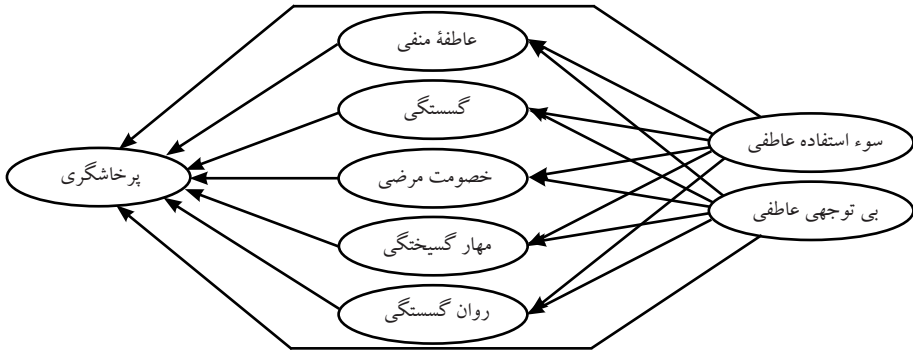 عاطفهٔ منفی
گسستگی
سوء استفاده عاطفی
خصومت مرضی
پرخاشگری
بی توجهی عاطفی
مهار گسیختگی
روان گسستگی